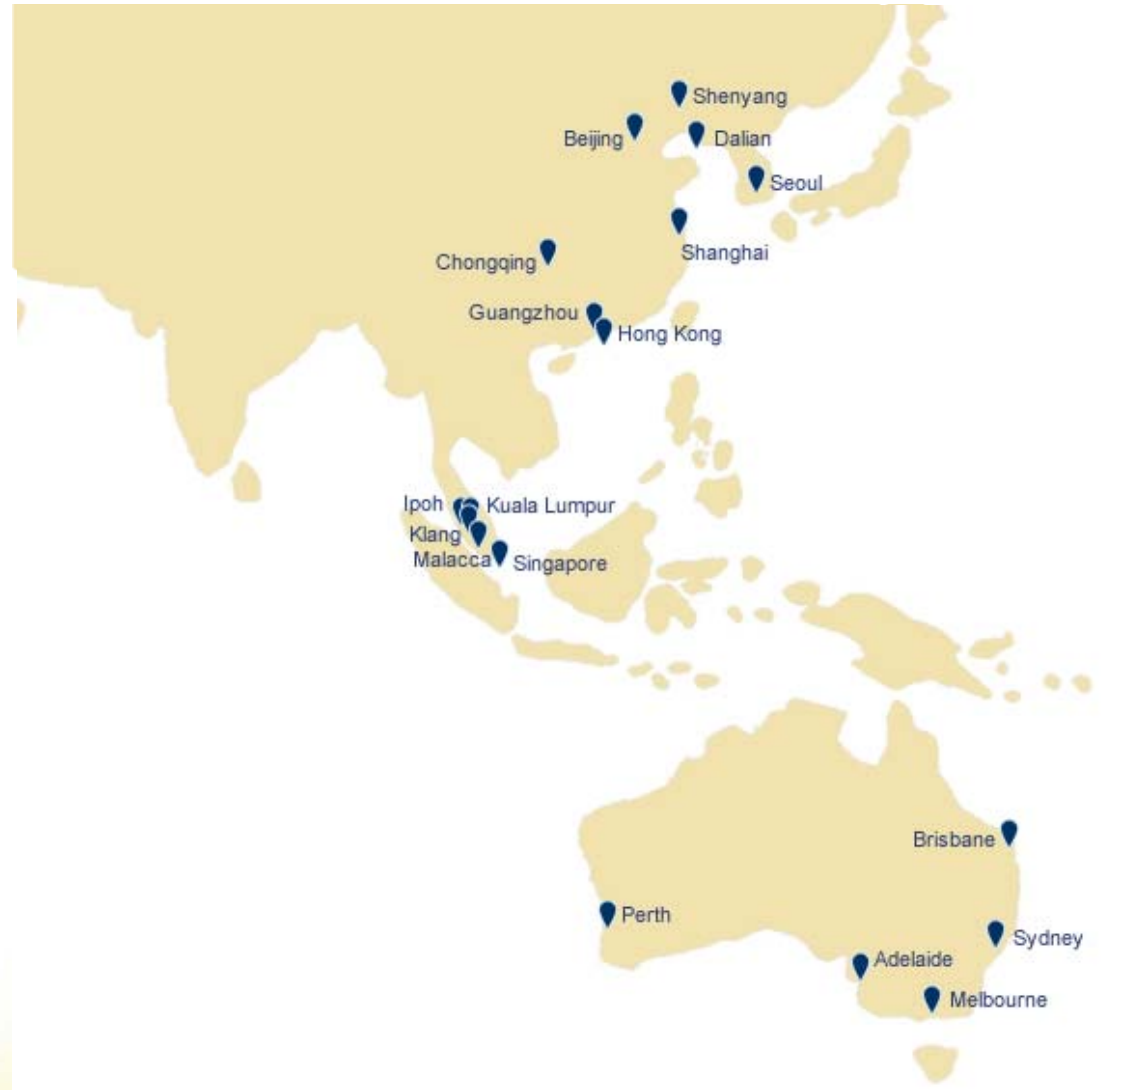 Shenyang
Beijing
Dalian
Seoul
Shanghai
Chongqing
Guangzhou
Hong Kong
Ipoh
Kuala Lumpur
Klang
Malacca
Singapore
Brisbane
Perth
Sydney
Adelaide
Melbourne